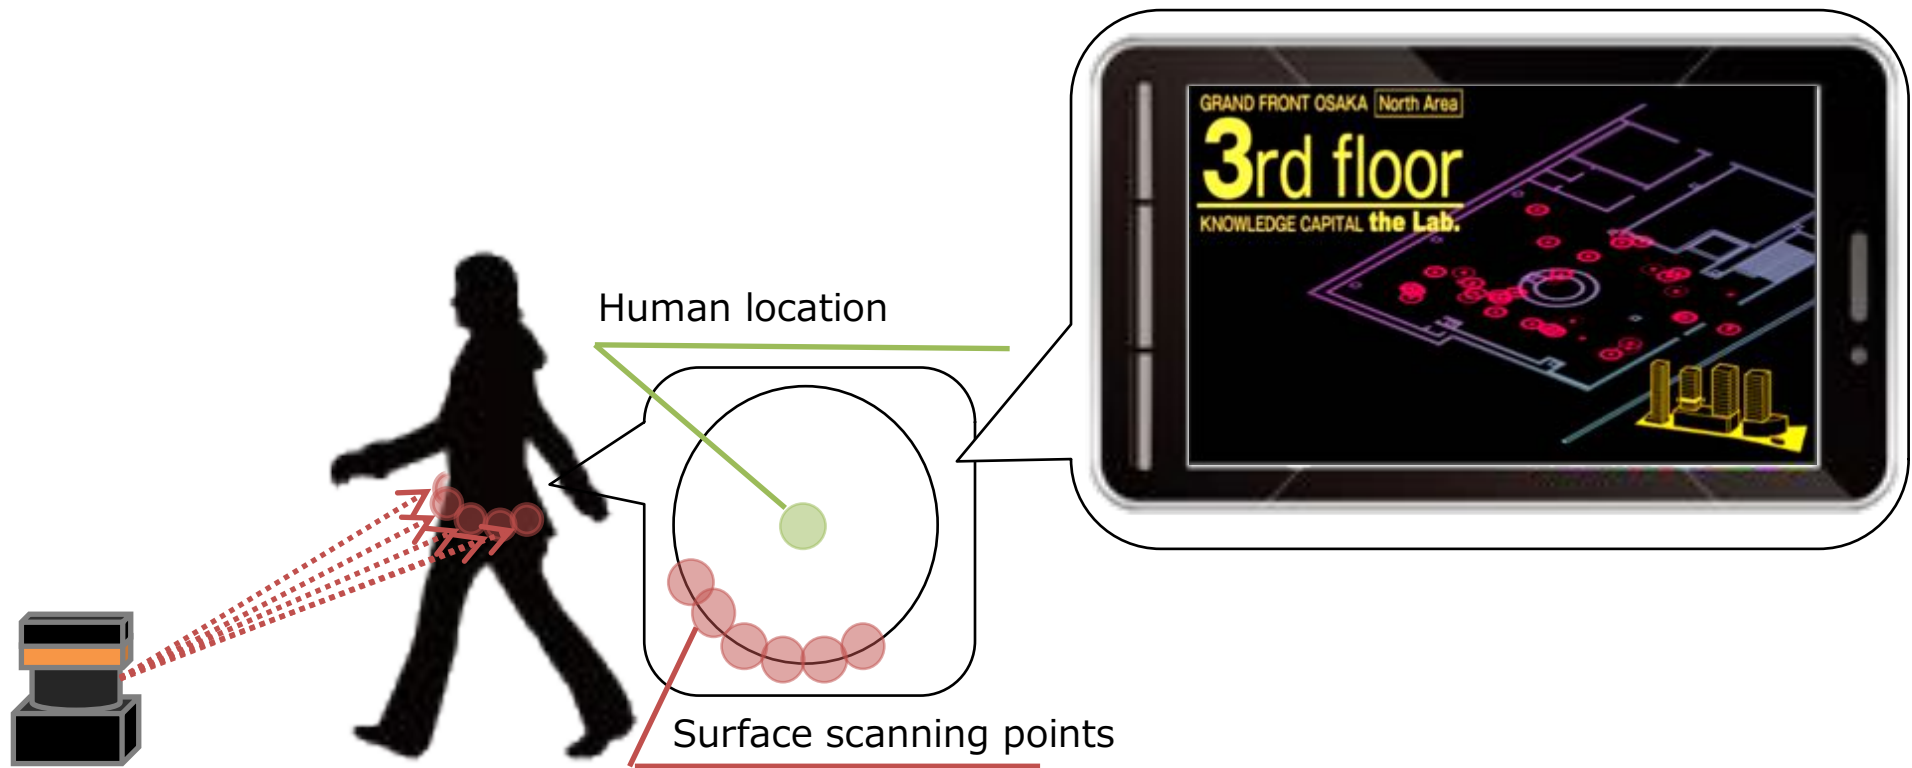 GRAND FRONT OSAKA North Area
3rd floor
KNOWLEDGE CAPITAL the Lab.
Human location
Surface scanning points